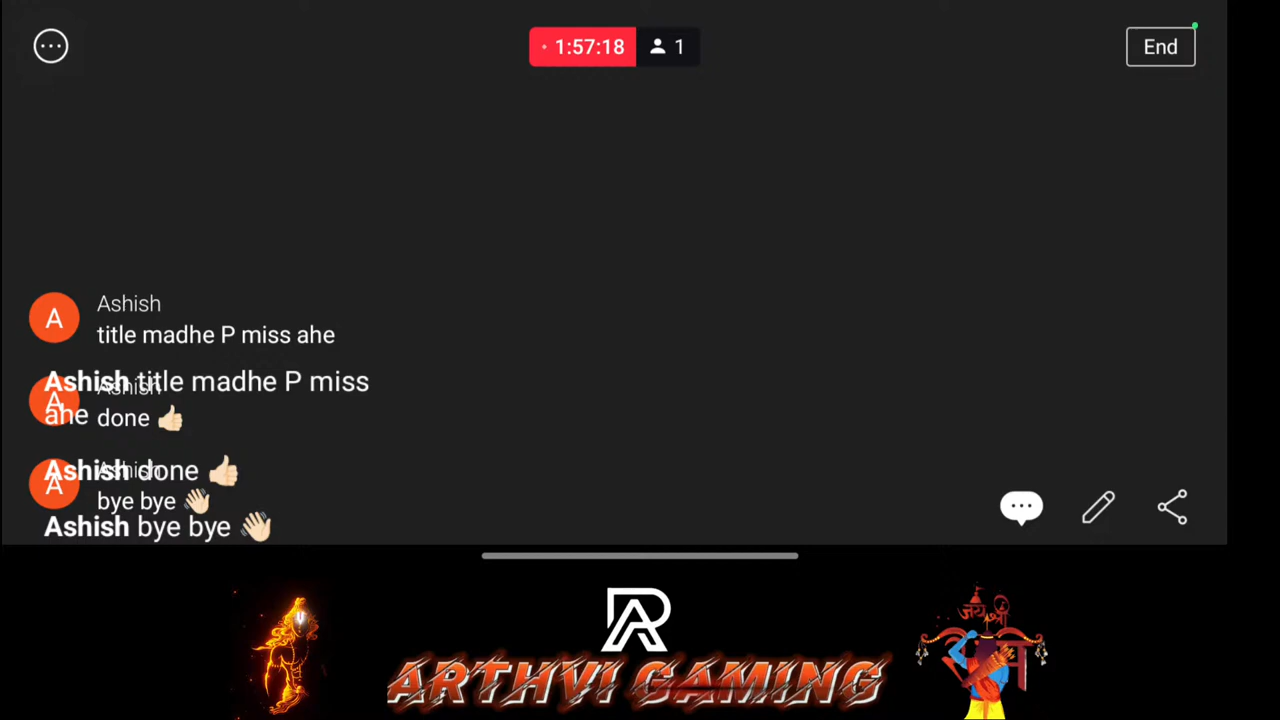 1:57:18
1
End
Ashish
title madhe P miss ahe
Ashish title madhe P miss
ahe
A
Ashish
done 👍🏻
Ashish done 👍🏻
A
Ashish
bye bye 👋🏻
Ashish bye bye 👋🏻
A
ARTHVI GAMING
जय श्री
राम